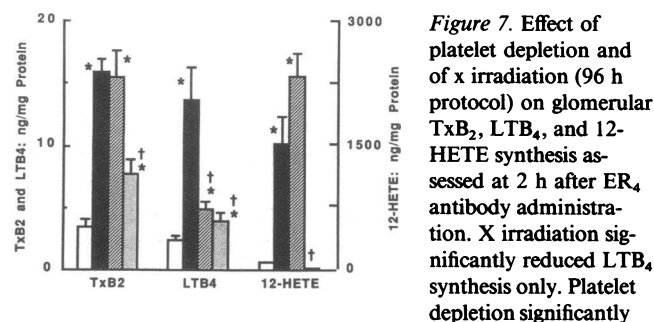 20
10
0
TxB2 and LTB4: ng/mg Protein
*
*
*
†
*
†
*
†
*
*
*
†
TxB2
LTB4
12-HETE
3000
1500
0
12-HETE: ng/mg Protein
Figure 7. Effect of
platelet depletion and
of x irradiation (96 h
protocol) on glomerular
TxB₂, LTB₄, and 12-
HETE synthesis as-
sessed at 2 h after ER₄
antibody administra-
tion. X irradiation sig-
nificantly reduced LTB₄
synthesis only. Platelet
depletion significantly